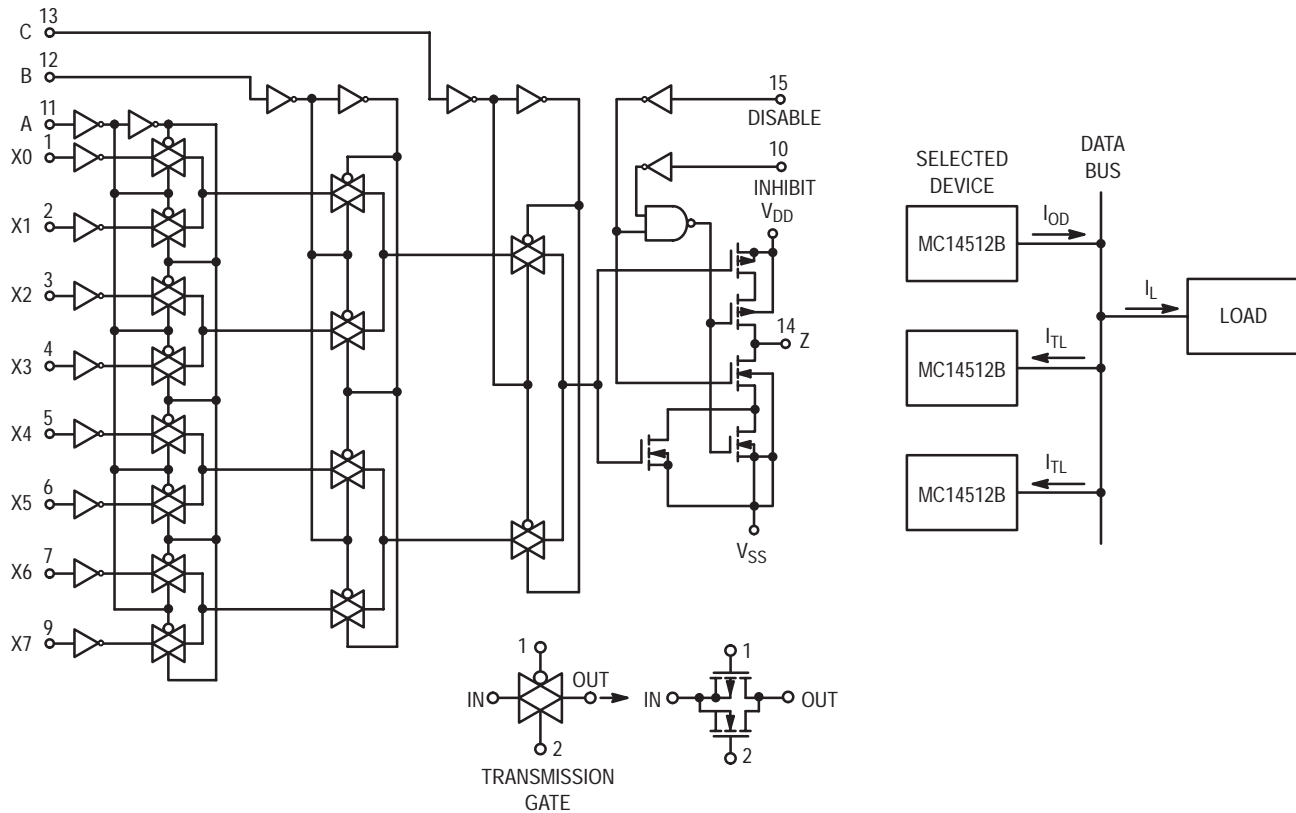 13
C
12
B
11
A
1
X0
2
X1
3
X2
4
X3
5
X4
6
X5
7
X6
9
X7
15
DISABLE
10
INHIBIT
VDD
14
Z
VSS
SELECTED
DEVICE
DATA
BUS
MC14512B
IOD
MC14512B
ITL
MC14512B
ITL
IL
LOAD
1
IN
OUT
2
TRANSMISSION
GATE
1
IN
OUT
2